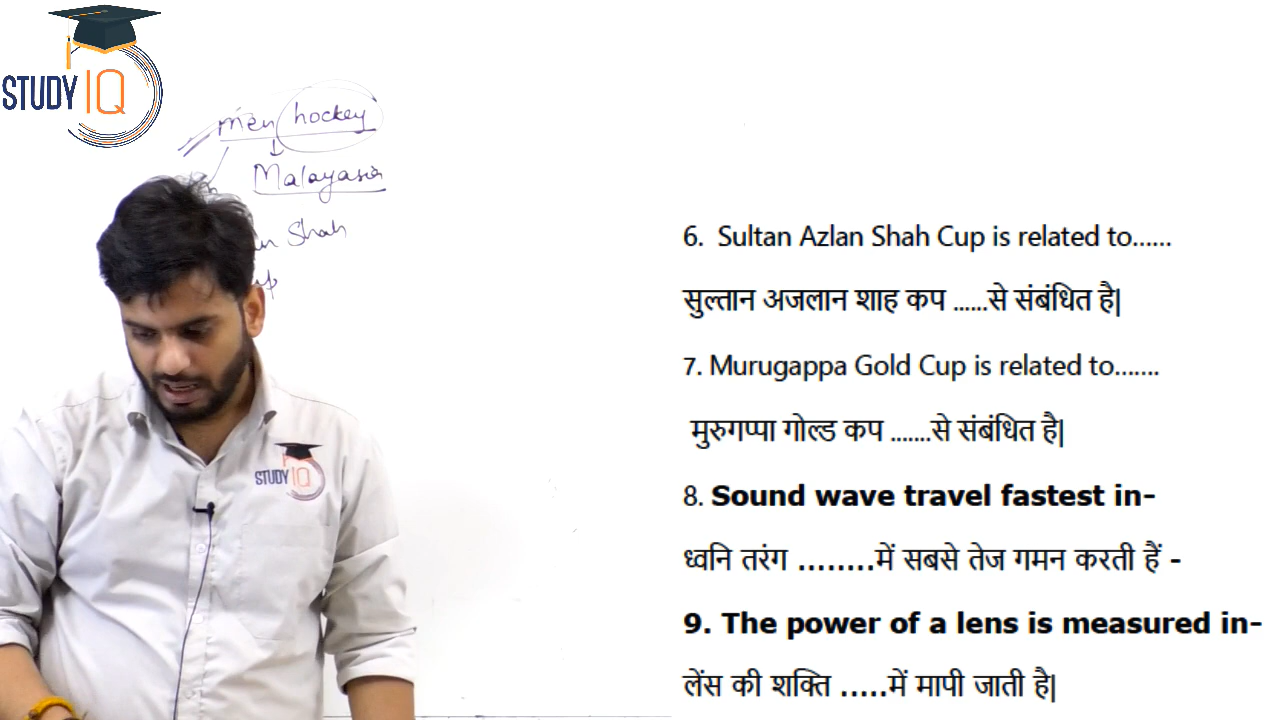 STUDY IQ
men hockey
Malayasia
Shah
STUDY IQ
6. Sultan Azlan Shah Cup is related to......
सुल्तान अजलान शाह कप ......से संबंधित है|
7. Murugappa Gold Cup is related to.......
मुरुगप्पा गोल्ड कप .......से संबंधित है|
8. Sound wave travel fastest in-
ध्वनि तरंग ........में सबसे तेज गमन करती हैं -
9. The power of a lens is measured in-
लेंस की शक्ति .....में मापी जाती है|